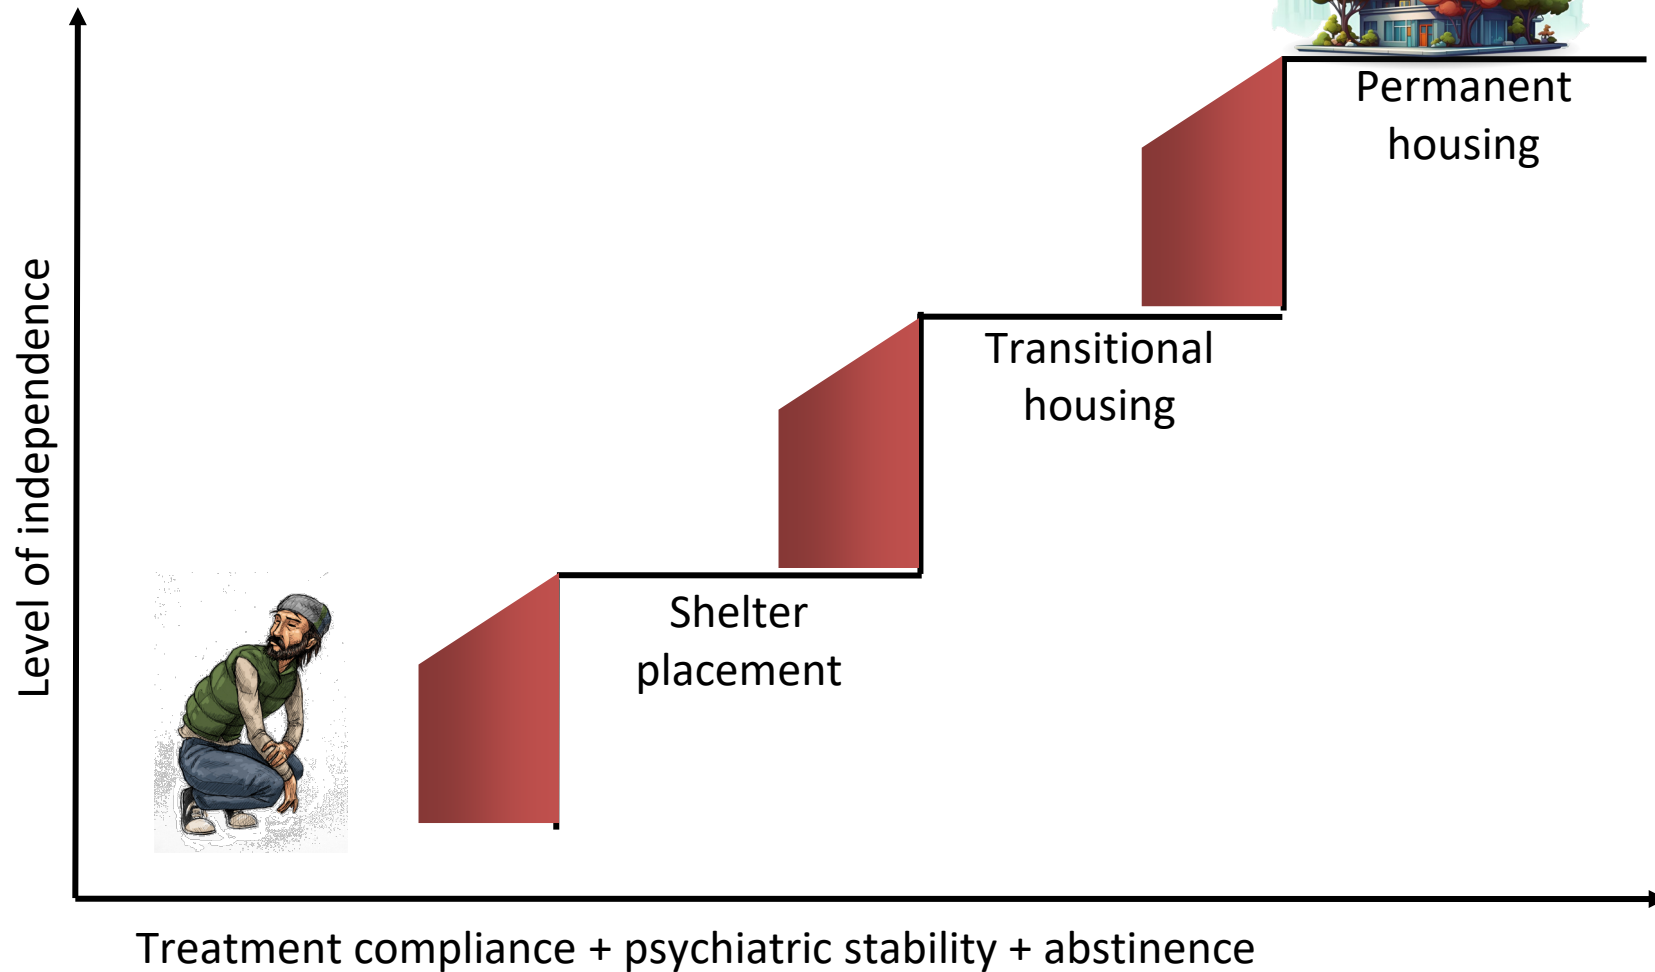 Permanent
housing
Transitional
housing
Shelter
placement
Level of independence
Treatment compliance + psychiatric stability + abstinence